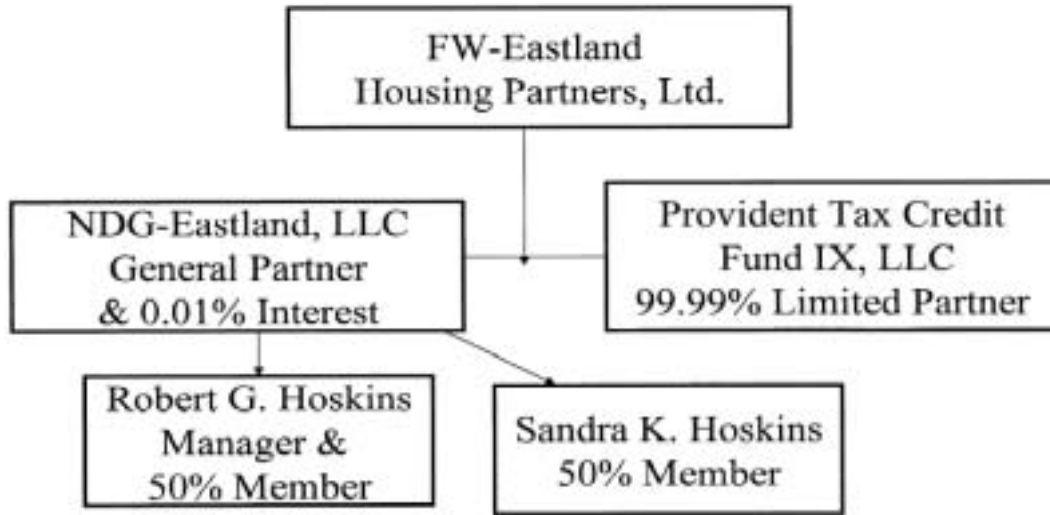 FW-Eastland
Housing Partners, Ltd.
NDG-Eastland, LLC
General Partner
& 0.01% Interest
Provident Tax Credit
Fund IX, LLC
99.99% Limited Partner
Robert G. Hoskins
Manager &
50% Member
Sandra K. Hoskins
50% Member